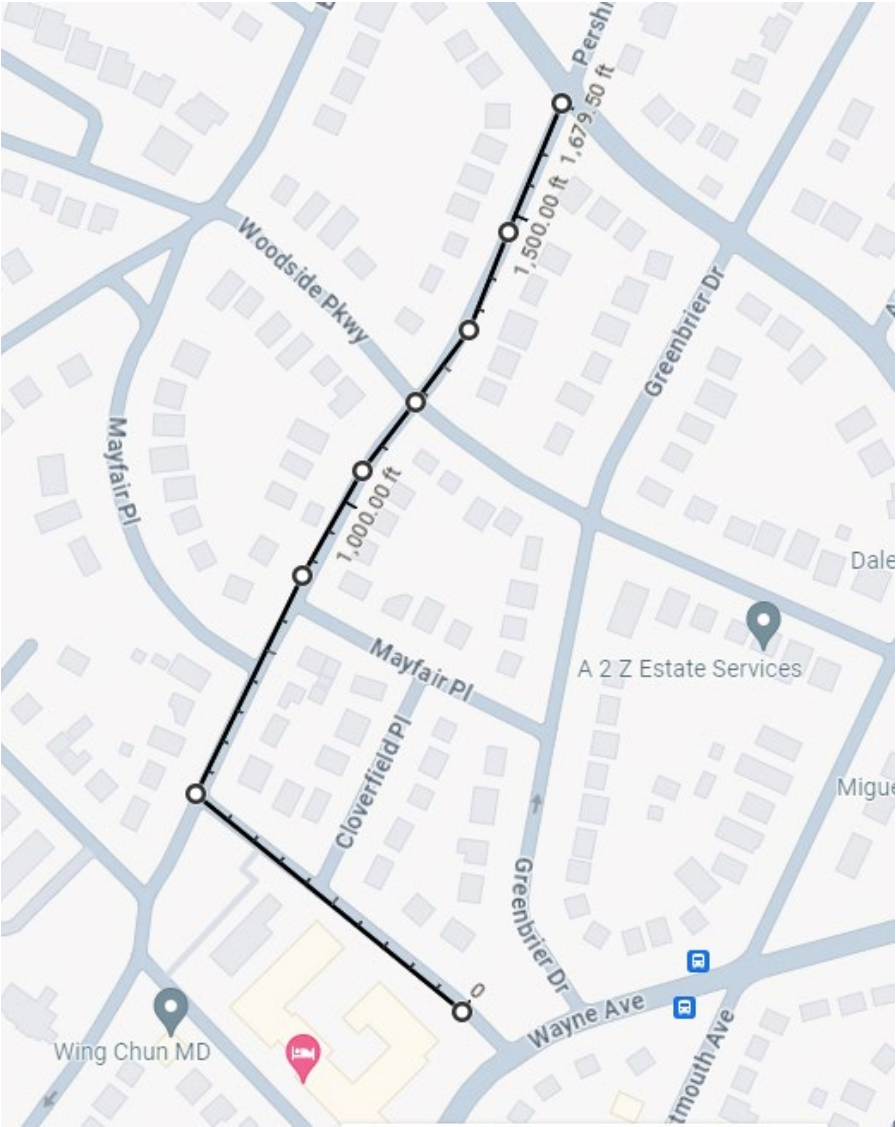 1,679.50 ft
1,500.00 ft
Woodside Pkwy
Greenbrier Dr
Mayfair Pl
1,000.00 ft
Dale
Mayfair Pl
A 2 Z Estate Services
Cloverfield Pl
Migue
Greenbrier Dr
0
Wayne Ave
Wing Chun MD
tmouth Ave